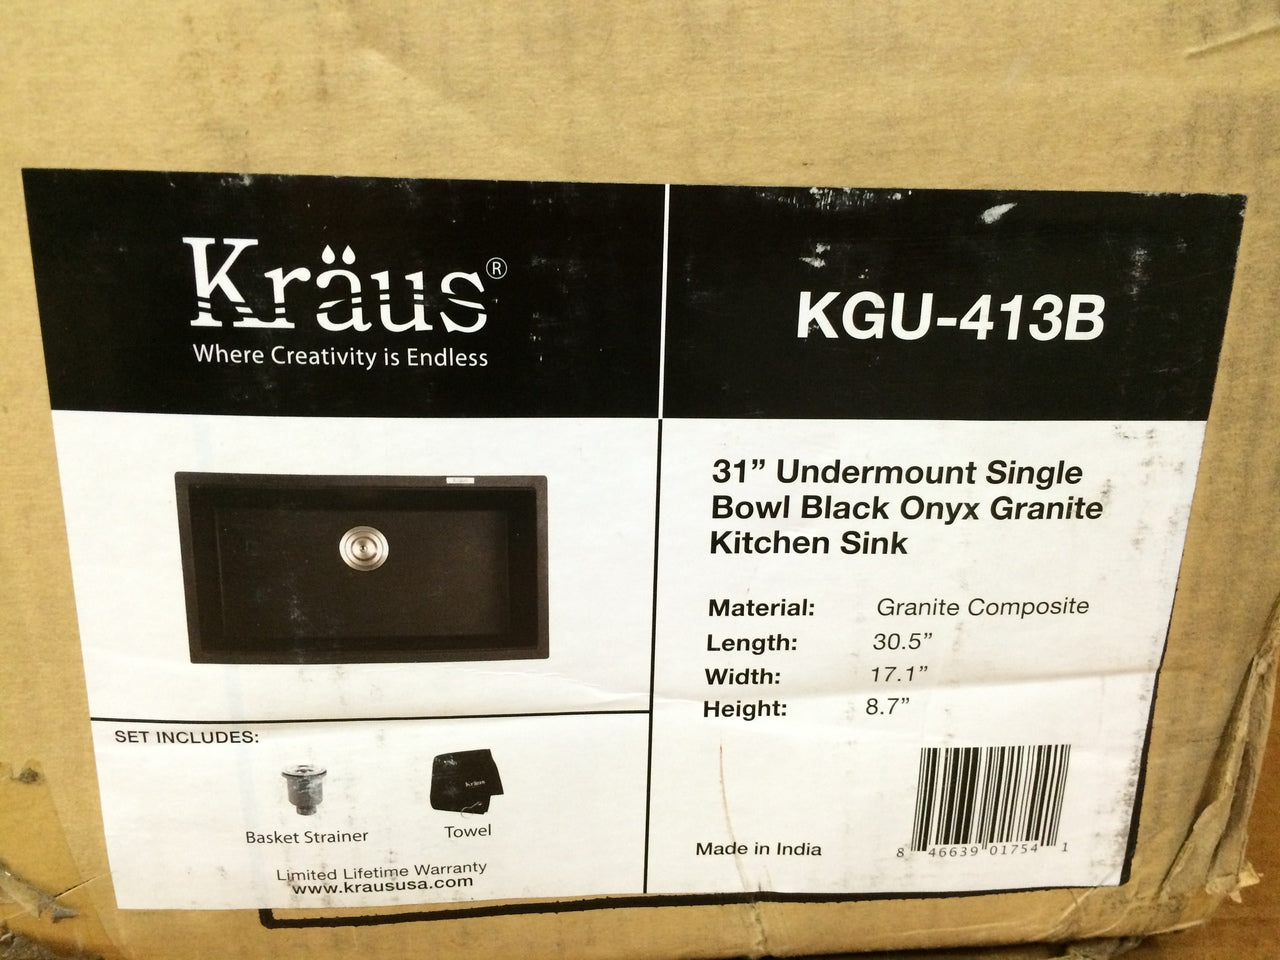 Kräus®
Where Creativity is Endless
KGU-413B
31” Undermount Single
Bowl Black Onyx Granite
Kitchen Sink
Material: Granite Composite
Length: 30.5”
Width: 17.1”
Height: 8.7”
SET INCLUDES:
Kräus
Basket Strainer
Towel
Limited Lifetime Warranty
www.kraususa.com
Made in India
8 46639 01754 1